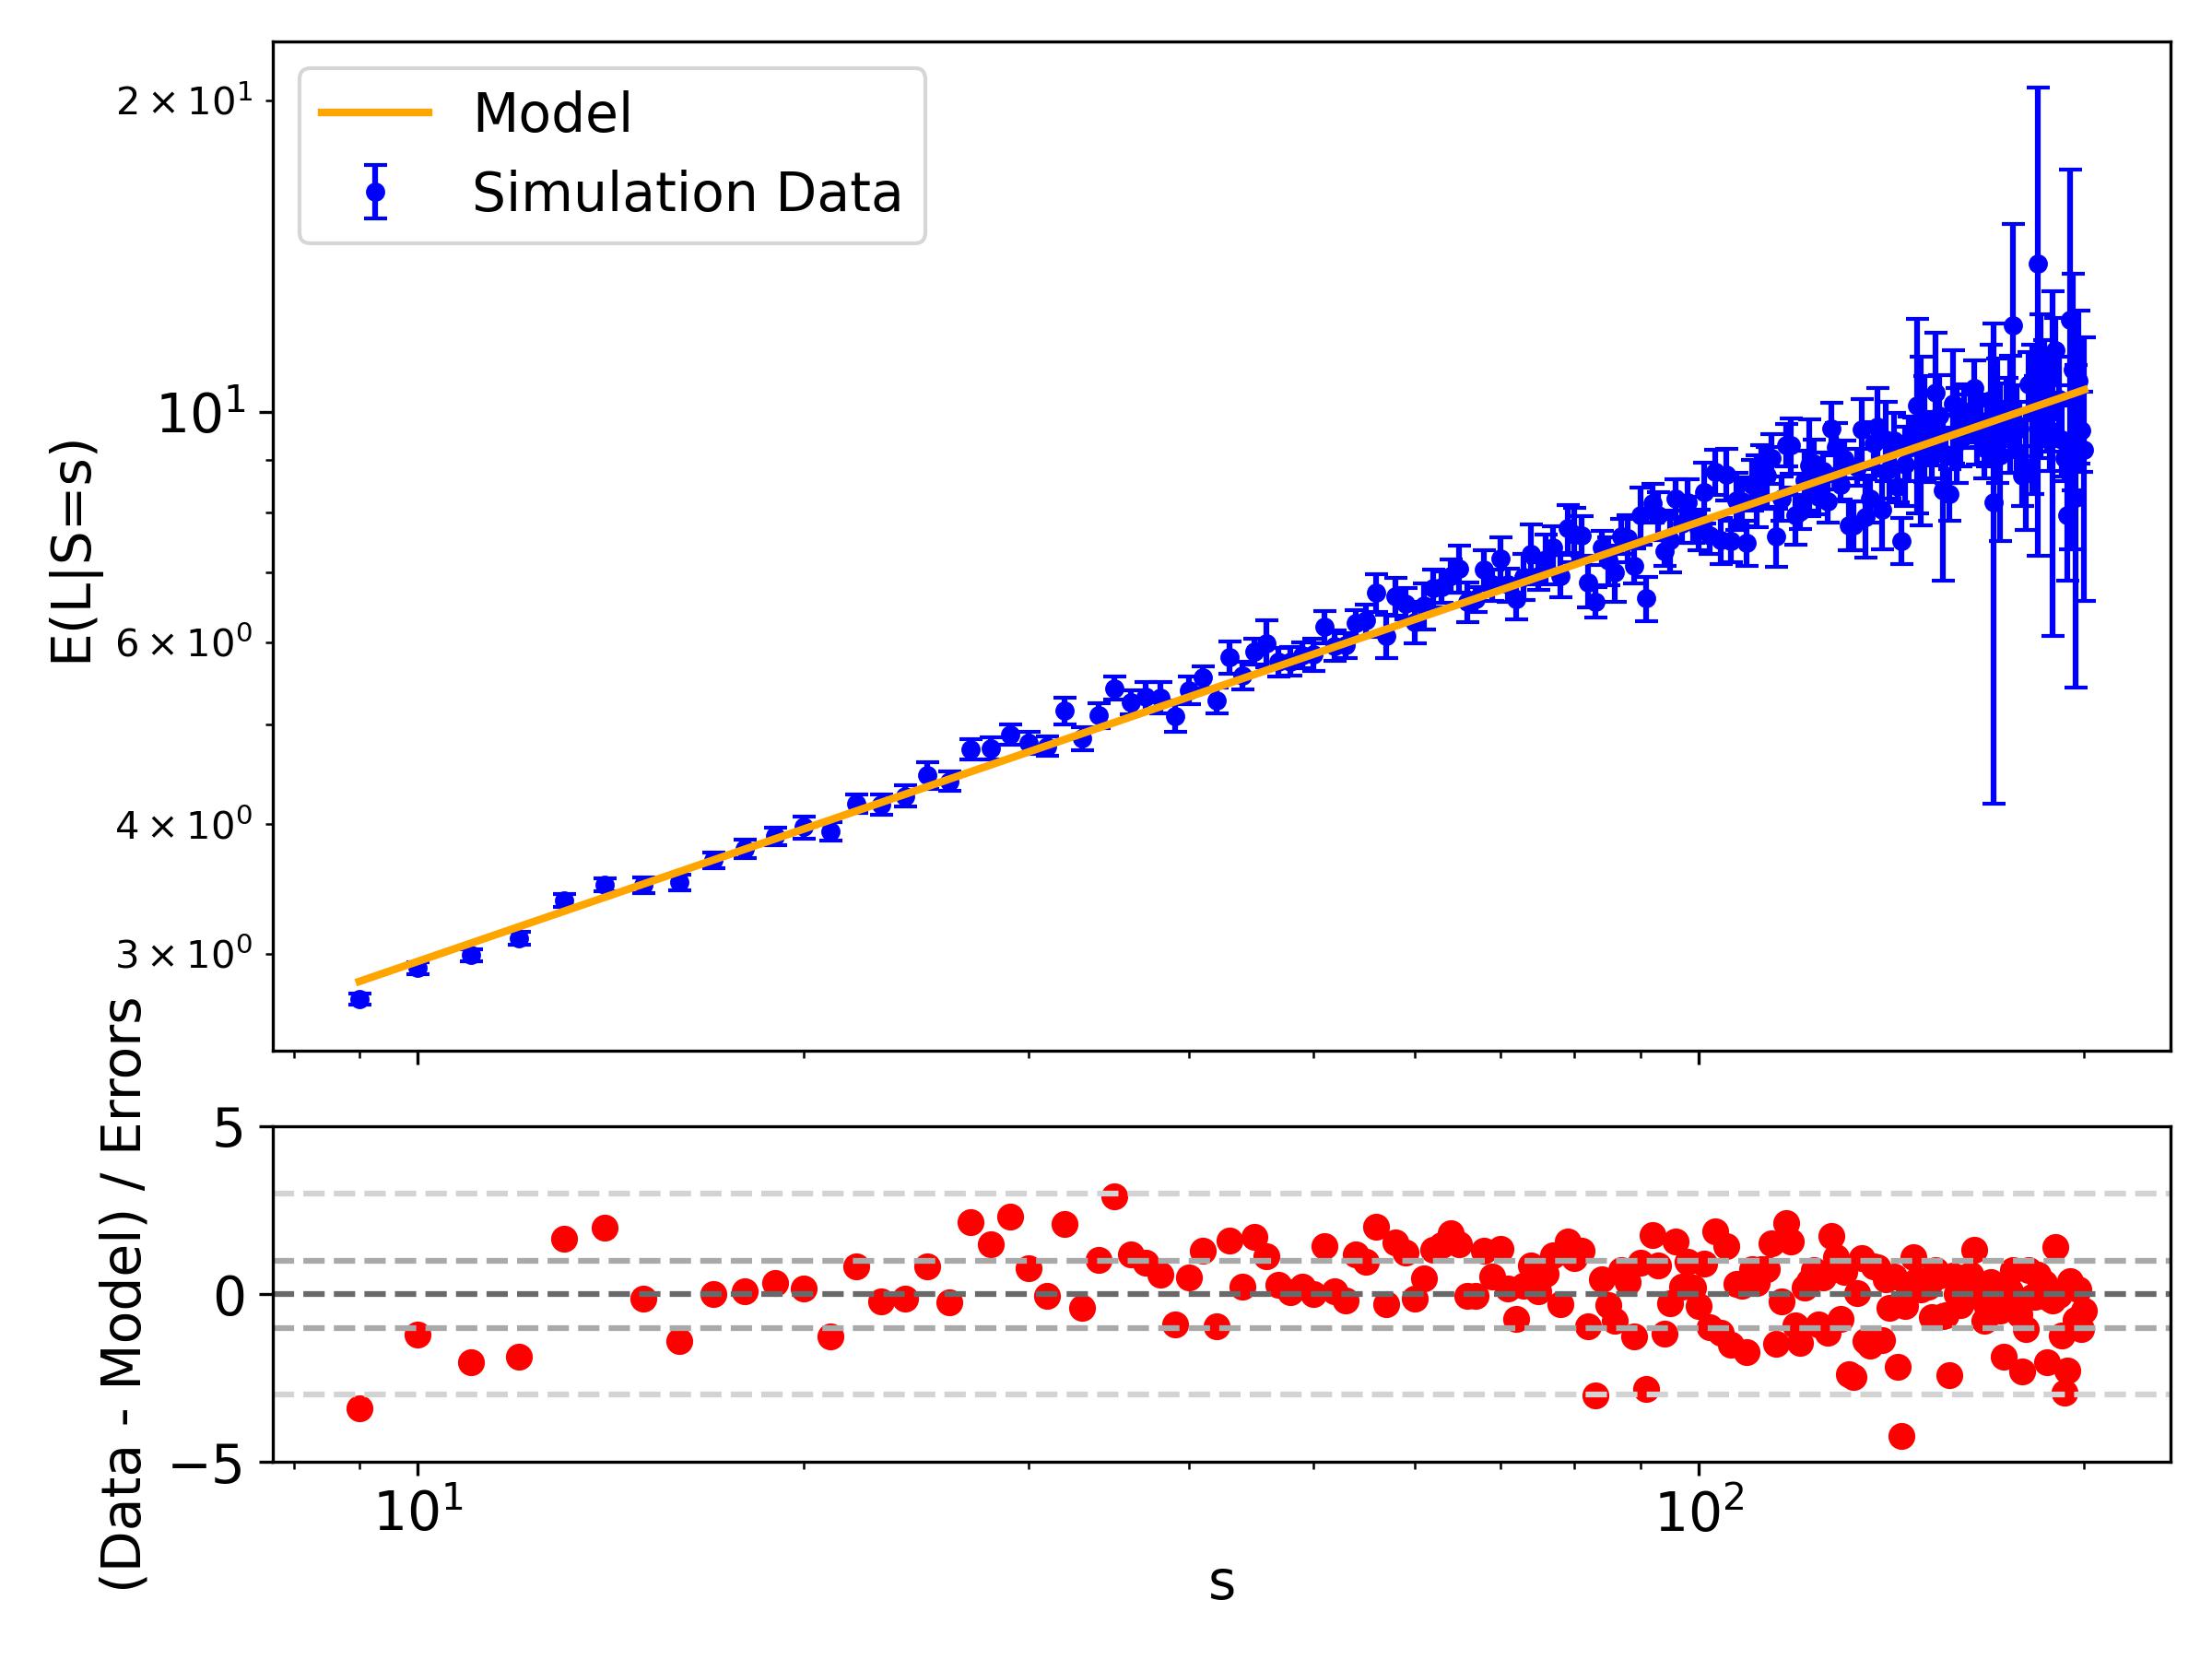 Model
Simulation Data
E(L|S=s)
2 × 10¹
10¹
6 × 10⁰
4 × 10⁰
3 × 10⁰
(Data - Model) / Errors
5
0
−5
10¹ 10²
s